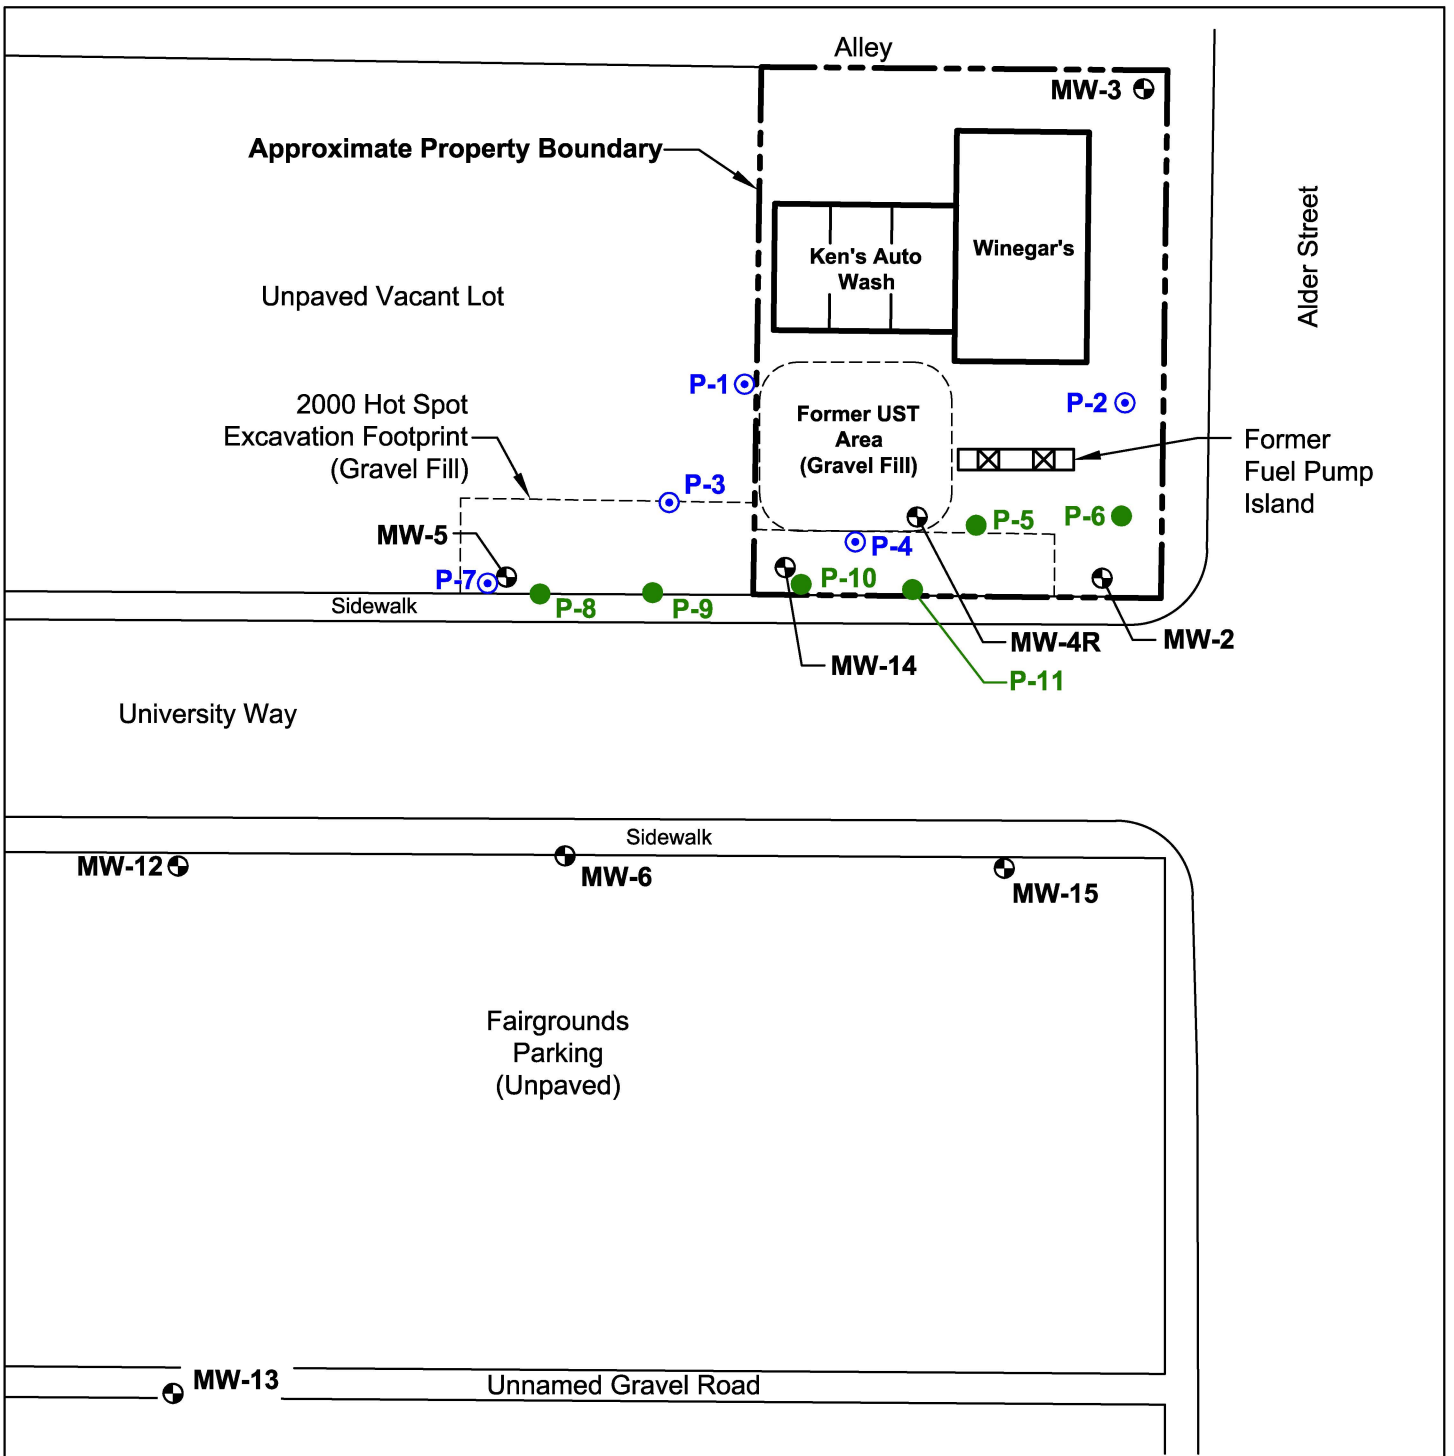 Alley
MW-3
Approximate Property Boundary
Alder Street
Ken's Auto
Wash
Winegar's
Unpaved Vacant Lot
P-1
P-2
2000 Hot Spot
Excavation Footprint
(Gravel Fill)
Former UST
Area
(Gravel Fill)
Former
Fuel Pump
Island
P-3
MW-5
P-4
P-5
P-6
P-7
P-8
P-9
P-10
Sidewalk
MW-14
MW-4R
MW-2
P-11
University Way
Sidewalk
MW-12
MW-6
MW-15
Fairgrounds
Parking
(Unpaved)
MW-13
Unnamed Gravel Road